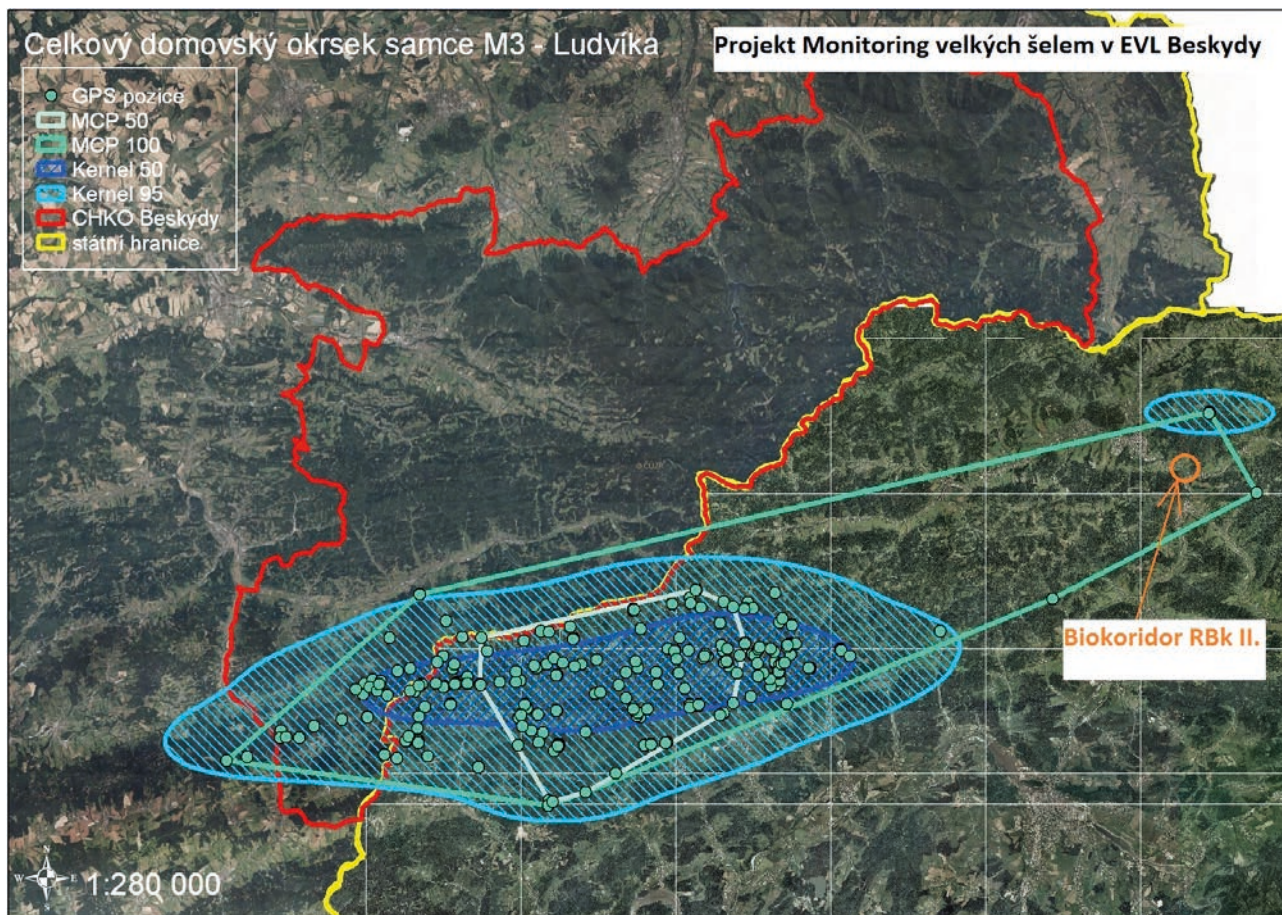 Celkový domovský okrsek samce M3 - Ludvíka
Projekt Monitoring velkých šelem v EVL Beskydy
GPS pozice
MCP 50
MCP 100
Kernel 50
Kernel 95
CHKO Beskydy
státní hranice
Biokoridor RBk II.
N
W E
S
1:280 000